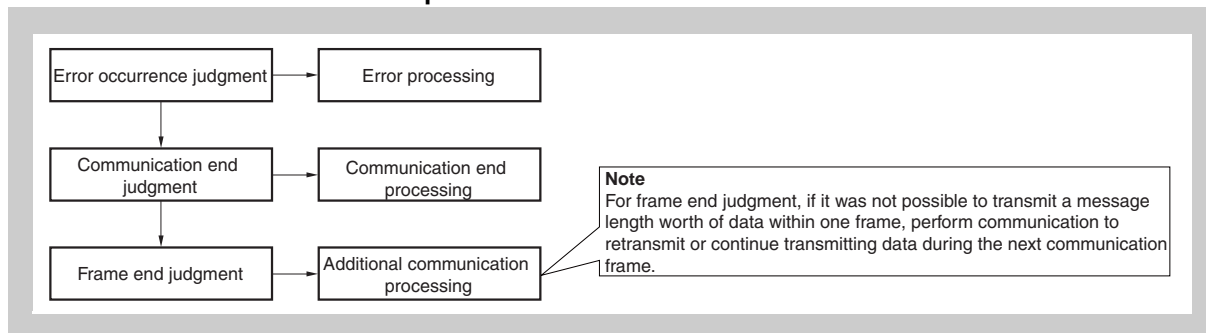 Error occurrence judgment
Error processing
Communication end
judgment
Communication end
processing
Note
For frame end judgment, if it was not possible to transmit a message
length worth of data within one frame, perform communication to
retransmit or continue transmitting data during the next communication
frame.
Frame end judgment
Additional communication
processing